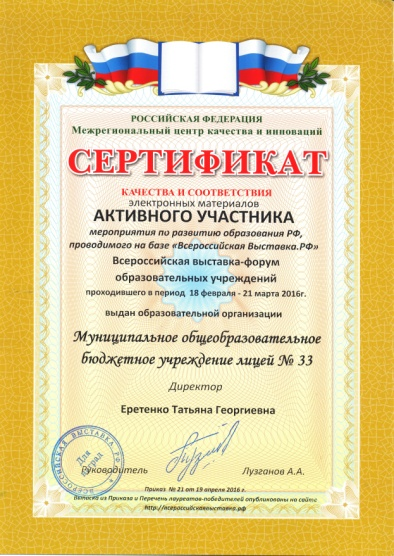 РОССИЙСКАЯ ФЕДЕРАЦИЯ
Межрегиональный центр качества и инноваций
СЕРТИФИКАТ
КАЧЕСТВА И СООТВЕТСТВИЯ
электронных материалов
АКТИВНОГО УЧАСТНИКА
мероприятия по развитию образования РФ,
проводимого на базе «Всероссийская Выставка.РФ»
Всероссийская выставка-форум
образовательных учреждений
проходившего в период 18 февраля - 21 марта 2016г.
выдан образовательной организации
Муниципальное общеобразовательное
бюджетное учреждение лицей № 33
Директор
Еретенко Татьяна Георгиевна
ВСЕРОССИЙСКАЯ ВЫСТАВКА.РФ
Для
наград
Руководитель Лузганов А.А.
Приказ № 21 от 19 апреля 2016 г.
Выписка из Приказа и Перечень лауреатов-победителей опубликованы на сайте
http://всероссийскаявыставка.рф